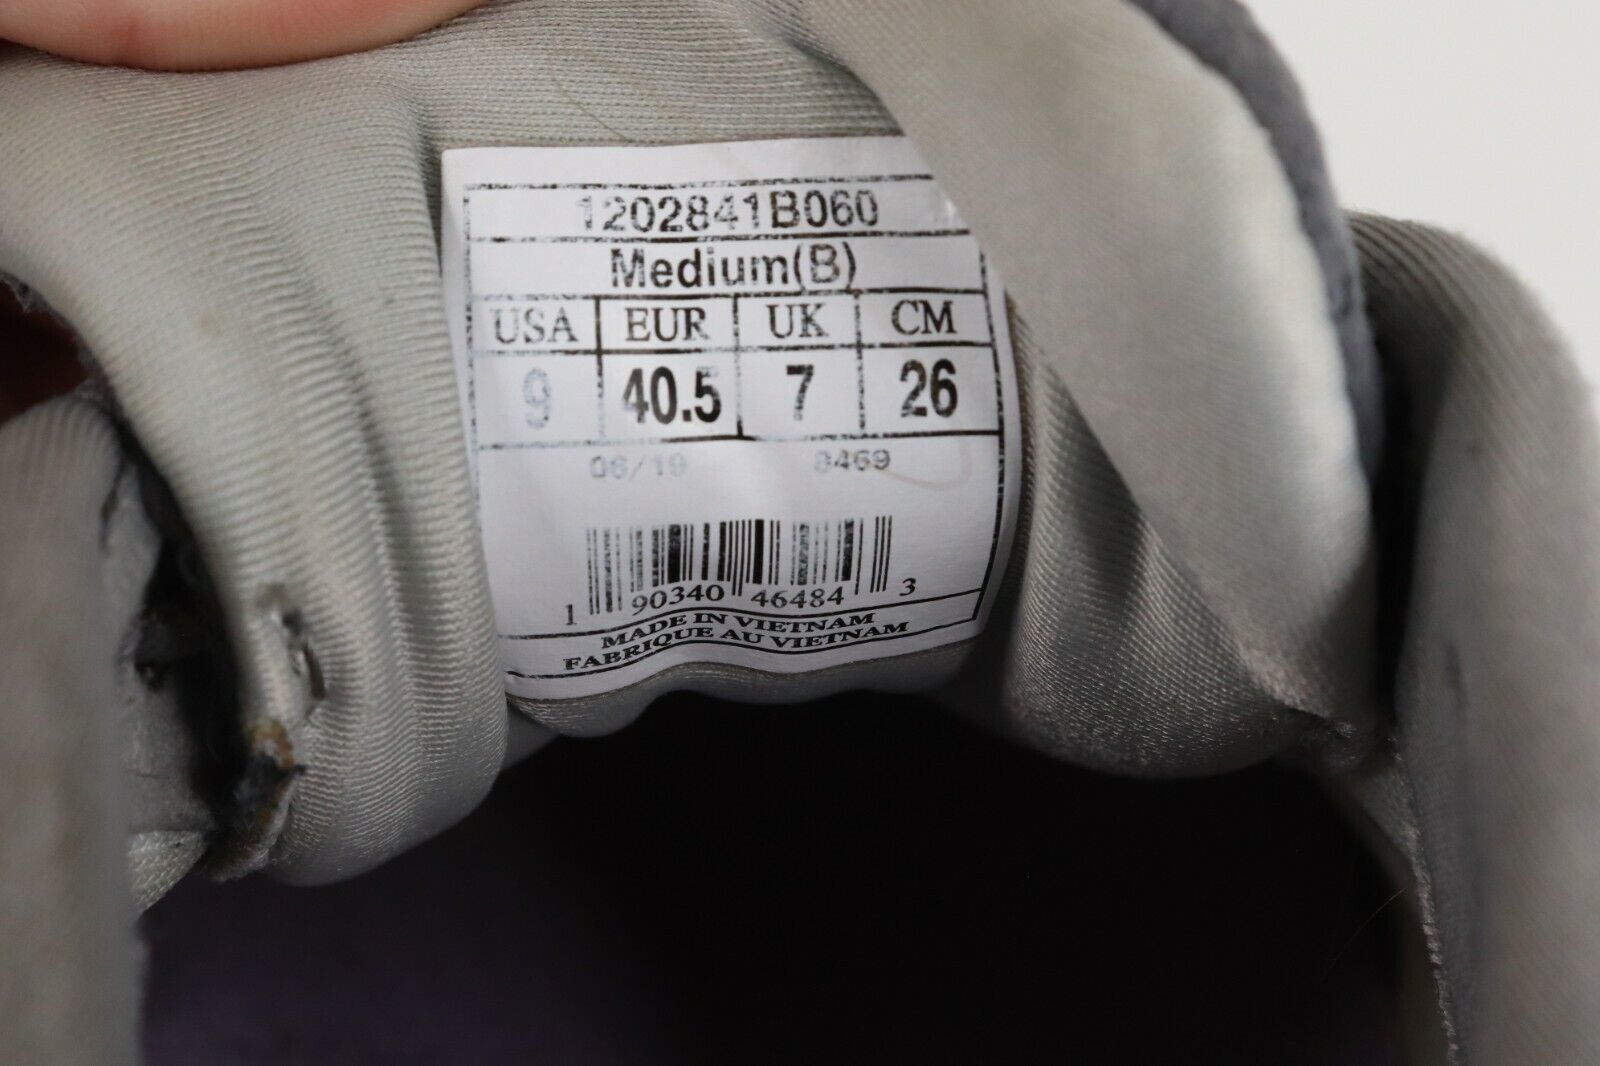 1202841B060
Medium(B)
USA EUR UK CM
9 40.5 7 26
06/19 8469
1 90340 46484 3
MADE IN VIETNAM
FABRIQUE AU VIETNAM